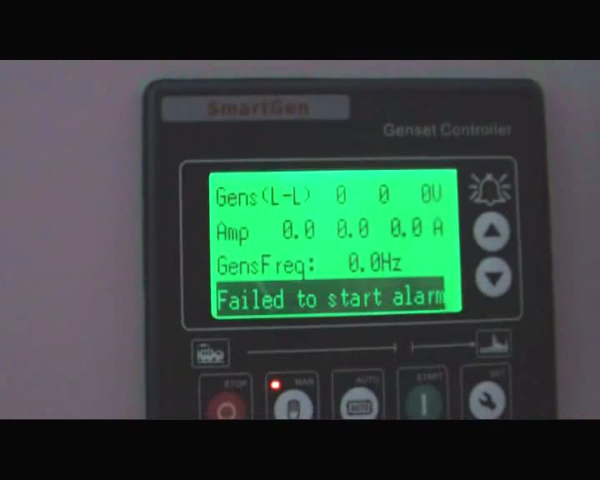 SmartGen
Genset Controller
Gens(L-L) 0 0 0V
Amp 0.0 0.0 0.0 A
GensFreq: 0.0Hz
Failed to start alarm
STOP MAN AUTO START SET
AUTO